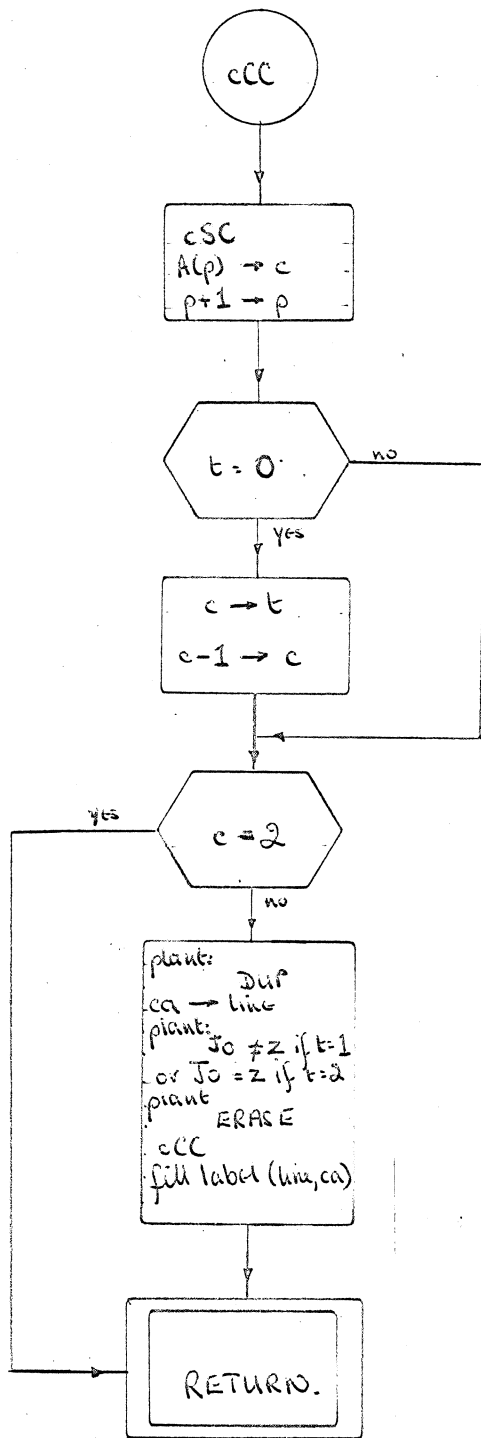 cCC
cSC
A(p) → c
p+1 → p
t = 0
no
yes
c → t
c-1 → c
yes
c = 2
no
plant:
DUP
ca → line
plant:
Jo ≠ z if t=1
or Jo = z if t=2
plant
ERASE
cCC
fill label (line, ca)
RETURN.